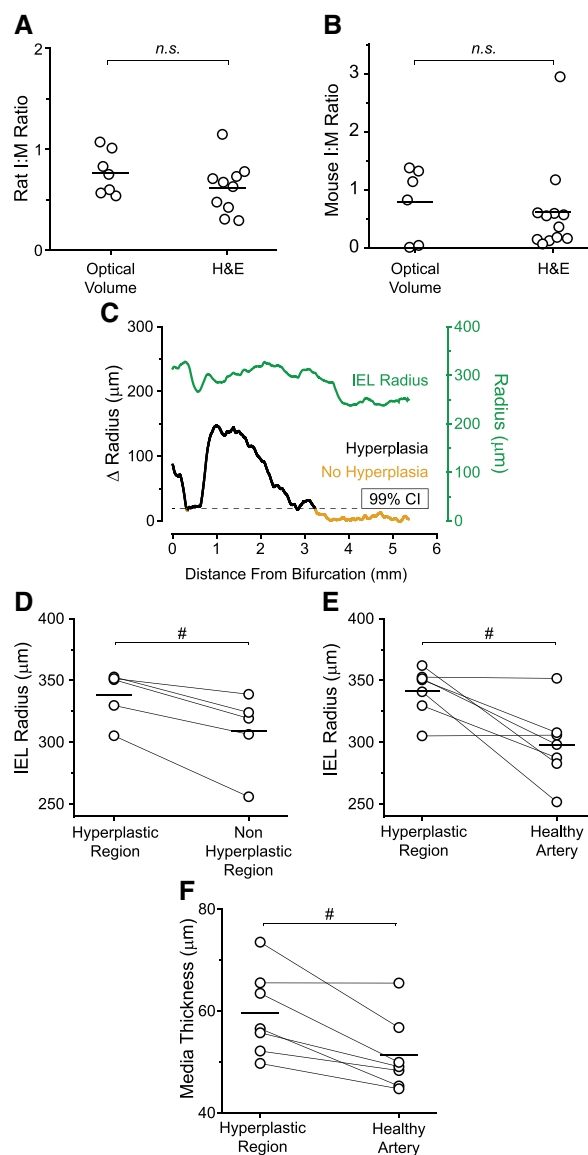 A
2
1
0
Rat I:M Ratio
n.s.
Optical
Volume
H&E
B
3
2
1
0
Mouse I:M Ratio
n.s.
Optical
Volume
H&E
C
300
200
100
0
Δ Radius (μm)
400
300
200
100
0
Radius (μm)
IEL Radius
Hyperplasia
No Hyperplasia
99% CI
0 1 2 3 4 5 6
Distance From Bifurcation (mm)
D
400
350
300
250
IEL Radius (μm)
#
Hyperplastic
Region
Non
Hyperplastic
Region
E
400
350
300
250
IEL Radius (μm)
#
Hyperplastic
Region
Healthy
Artery
F
80
60
40
Media Thickness (μm)
#
Hyperplastic
Region
Healthy
Artery